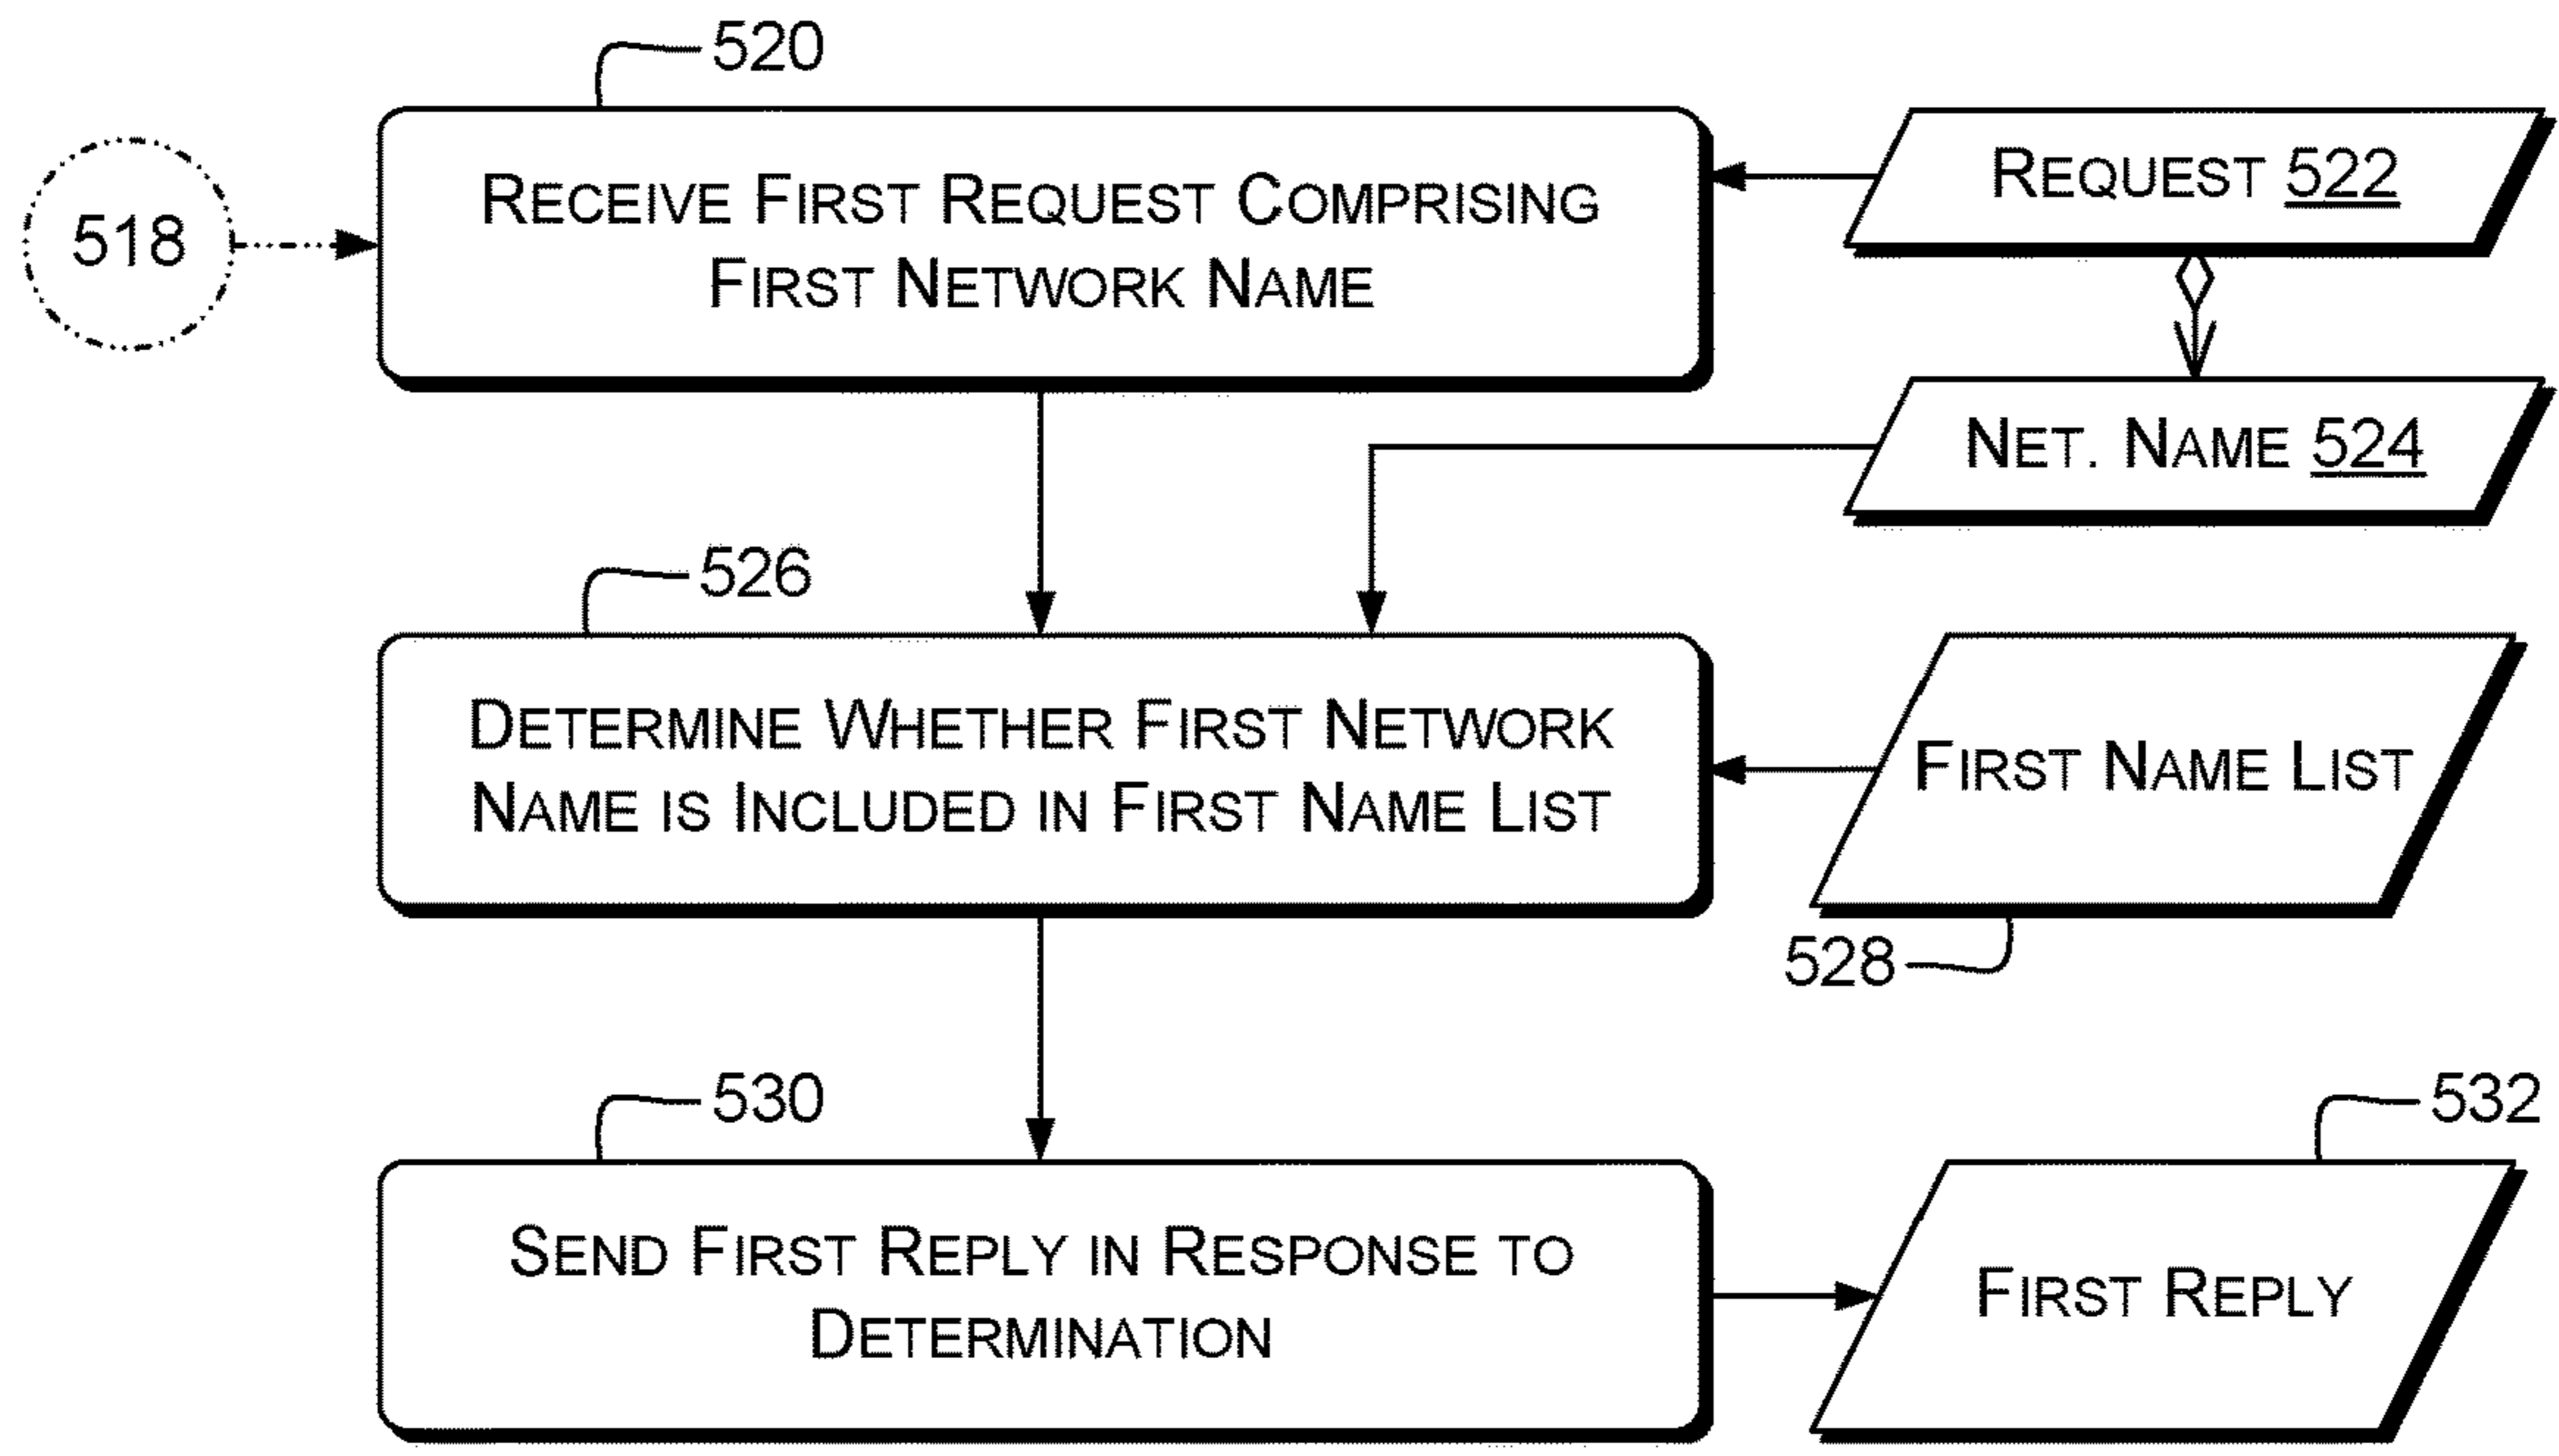 520
518
RECEIVE FIRST REQUEST COMPRISING
FIRST NETWORK NAME
REQUEST 522
NET. NAME 524
526
DETERMINE WHETHER FIRST NETWORK
NAME IS INCLUDED IN FIRST NAME LIST
FIRST NAME LIST
528
530
SEND FIRST REPLY IN RESPONSE TO
DETERMINATION
532
FIRST REPLY